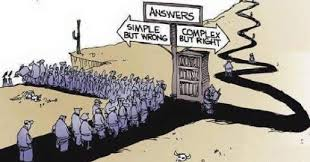 ANSWERS
SIMPLE
BUT WRONG
COMPLEX
BUT RIGHT